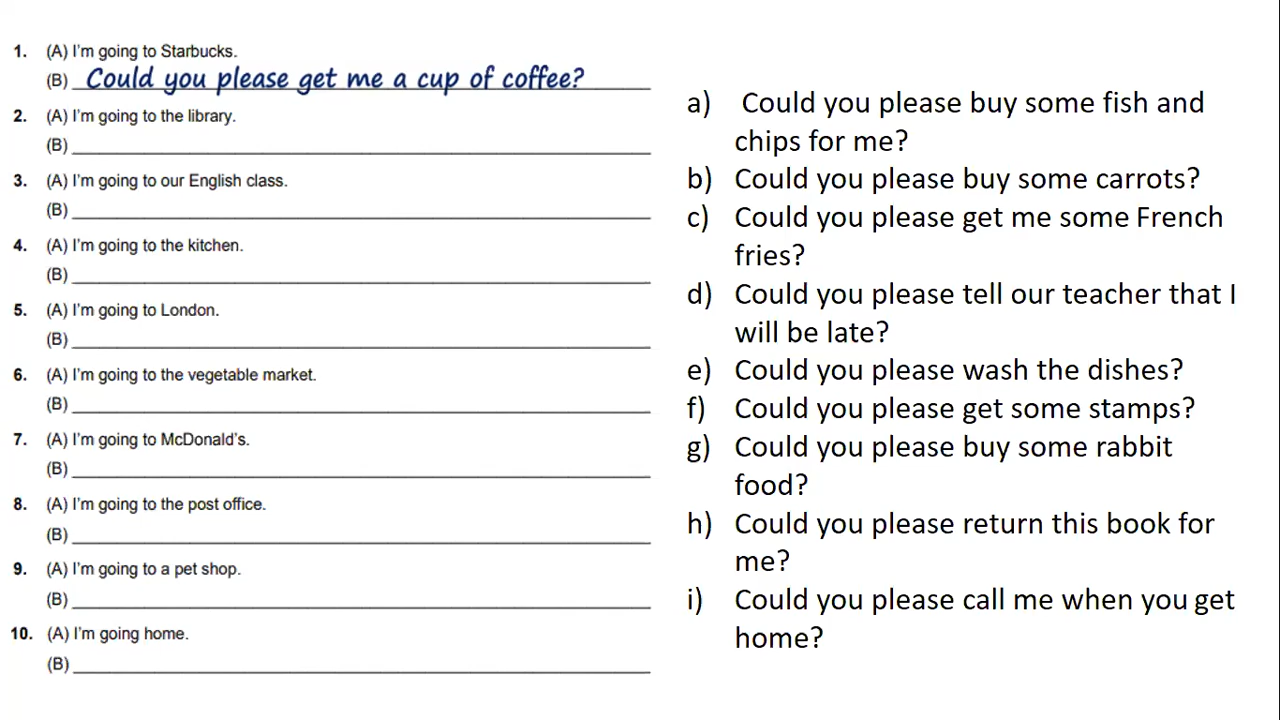 1. (A) I'm going to Starbucks.
(B) Could you please get me a cup of coffee?
2. (A) I'm going to the library.
(B)
3. (A) I'm going to our English class.
(B)
4. (A) I'm going to the kitchen.
(B)
5. (A) I'm going to London.
(B)
6. (A) I'm going to the vegetable market.
(B)
7. (A) I'm going to McDonald's.
(B)
8. (A) I'm going to the post office.
(B)
9. (A) I'm going to a pet shop.
(B)
10. (A) I'm going home.
(B)
a) Could you please buy some fish and
chips for me?
b) Could you please buy some carrots?
c) Could you please get me some French
fries?
d) Could you please tell our teacher that I
will be late?
e) Could you please wash the dishes?
f) Could you please get some stamps?
g) Could you please buy some rabbit
food?
h) Could you please return this book for
me?
i) Could you please call me when you get
home?